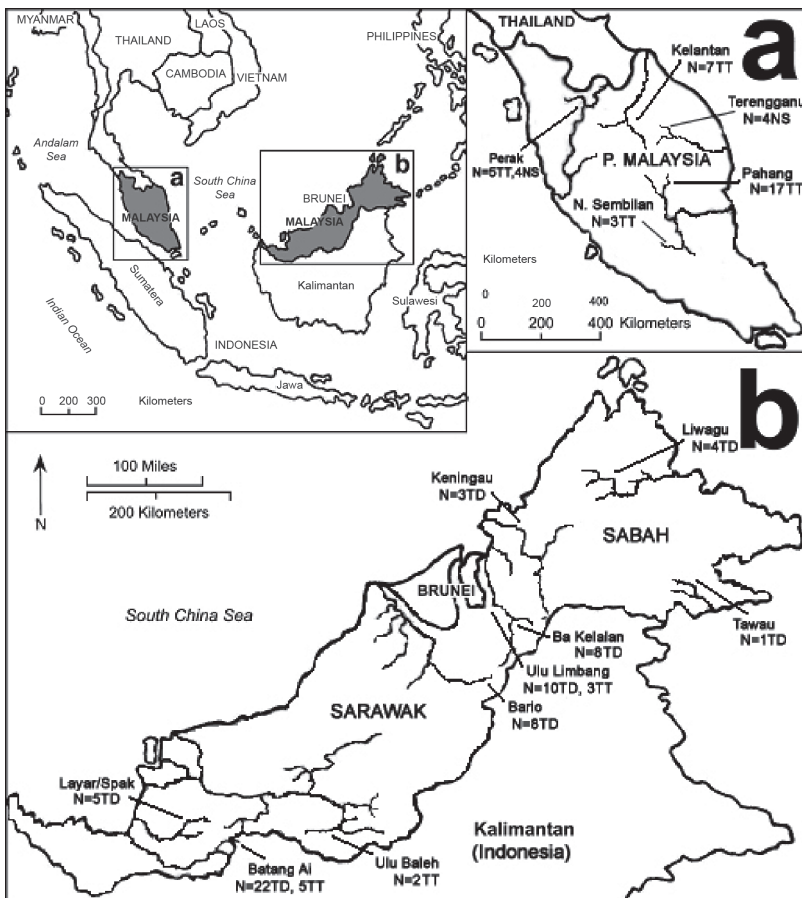 MYANMAR
LAOS
THAILAND
CAMBODIA
VIETNAM
PHILIPPINES
Andalam
Sea
a
South China
Sea
b
BRUNEI
MALAYSIA
MALAYSIA
Sumatera
Kalimantan
Sulawesi
Indian Ocean
INDONESIA
Jawa
0 200 300
Kilometers
THAILAND
a
Kelantan
N=7TT
Terengganu
N=4NS
Perak
N=5TT,4NS
P. MALAYSIA
Pahang
N=17TT
N. Sembilan
N=3TT
Kilometers
0 200 400
0 200 400 Kilometers
b
100 Miles
200 Kilometers
N
Liwagu
N=4TD
Keningau
N=3TD
SABAH
BRUNEI
South China Sea
Tawau
N=1TD
Ba Kelalan
N=8TD
Ulu Limbang
N=10TD, 3TT
Bario
N=8TD
SARAWAK
Layar/Spak
N=5TD
Kalimantan
(Indonesia)
Batang Ai
N=22TD, 5TT
Ulu Baleh
N=2TT